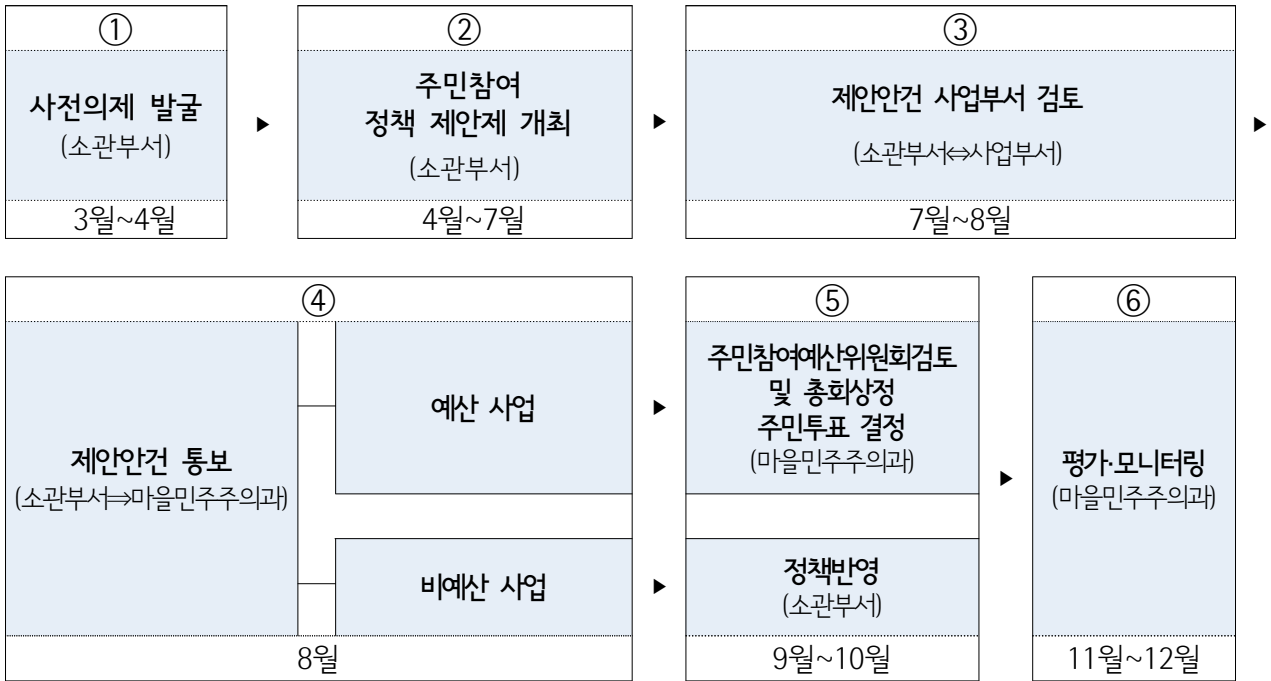 ①
사전의제 발굴
(소관부서)
3월~4월
②
주민참여
정책 제안제 개최
(소관부서)
4월~7월
③
제안안건 사업부서 검토
(소관부서⇔사업부서)
7월~8월
④
제안안건 통보
(소관부서⇒마을민주주의과)
예산 사업
비예산 사업
8월
⑤
주민참여예산위원회검토
및 총회상정
주민투표 결정
(마을민주주의과)
정책반영
(소관부서)
9월~10월
⑥
평가·모니터링
(마을민주주의과)
11월~12월